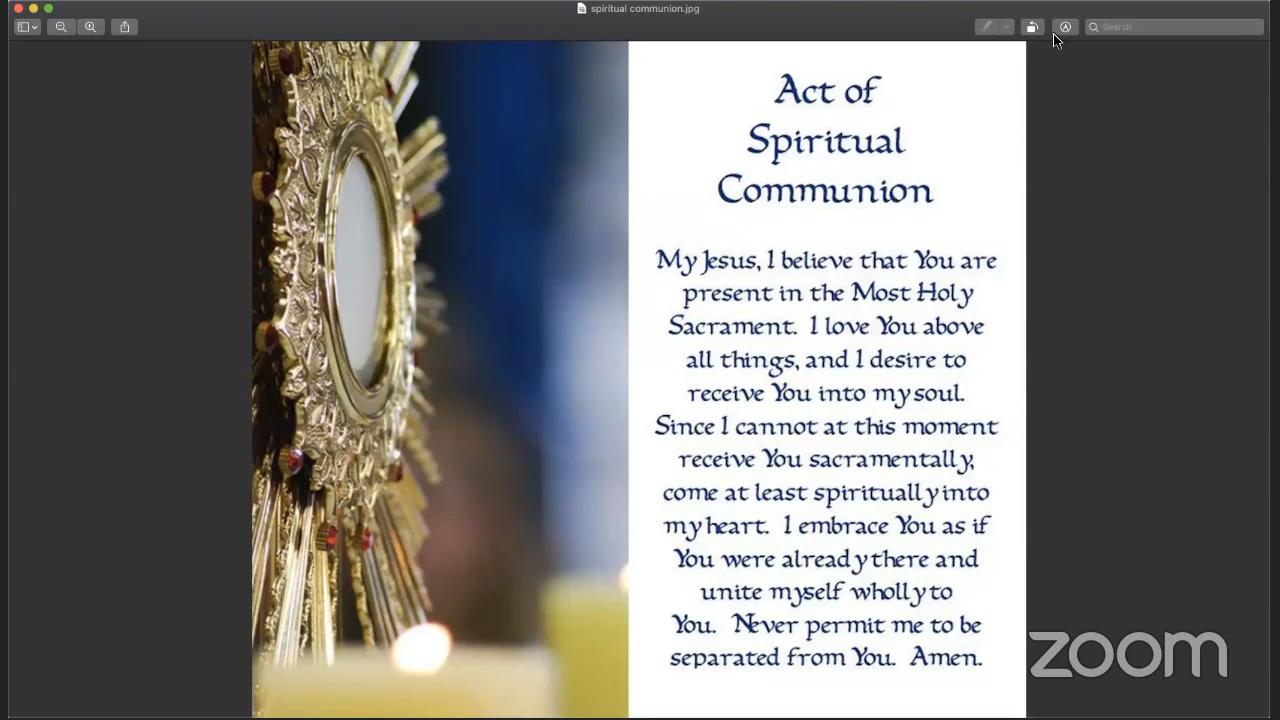 spiritual communion.jpg
Search
Act of
Spiritual
Communion
My Jesus, I believe that You are
present in the Most Holy
Sacrament. I love You above
all things, and I desire to
receive You into my soul.
Since I cannot at this moment
receive You sacramentally,
come at least spiritually into
my heart. I embrace You as if
You were already there and
unite myself wholly to
You. Never permit me to be
separated from You. Amen.
zoom